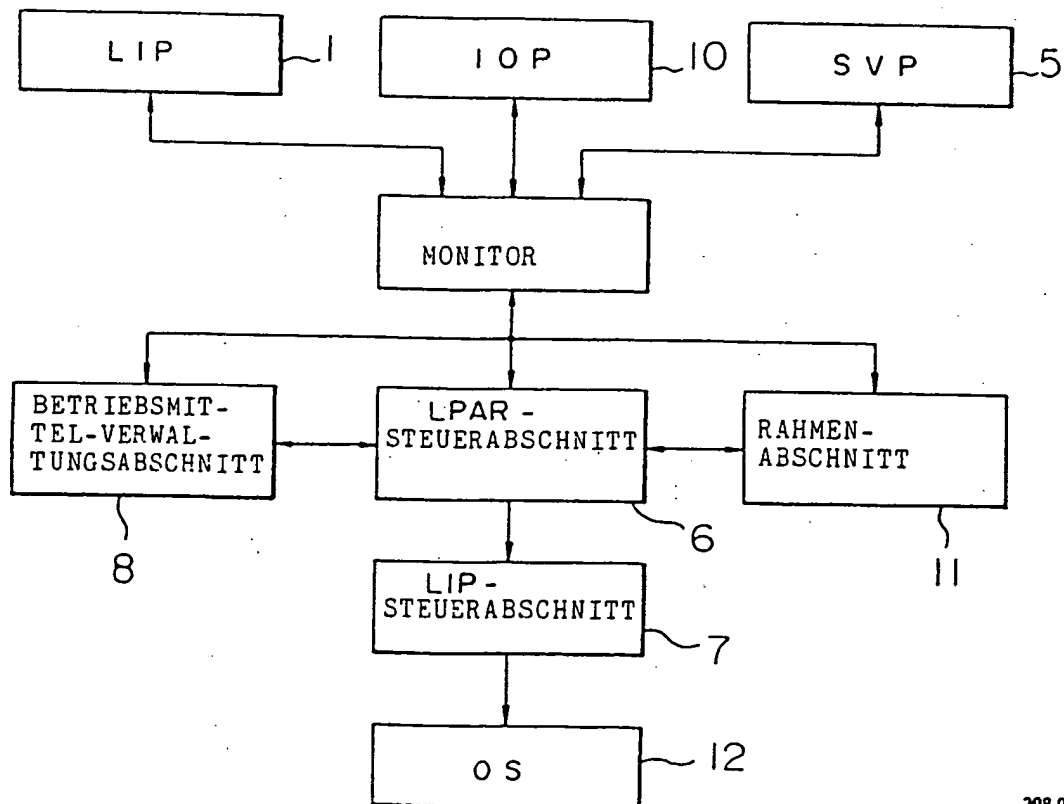 LIP
1
IOP
10
SVP
5
MONITOR
BETRIEBSMIT-
TEL-VERWAL-
TUNGSABSCHNITT
8
LPAR-
STEUERABSCHNITT
6
RAHMEN-
ABSCHNITT
11
LIP-
STEUERABSCHNITT
7
OS
12